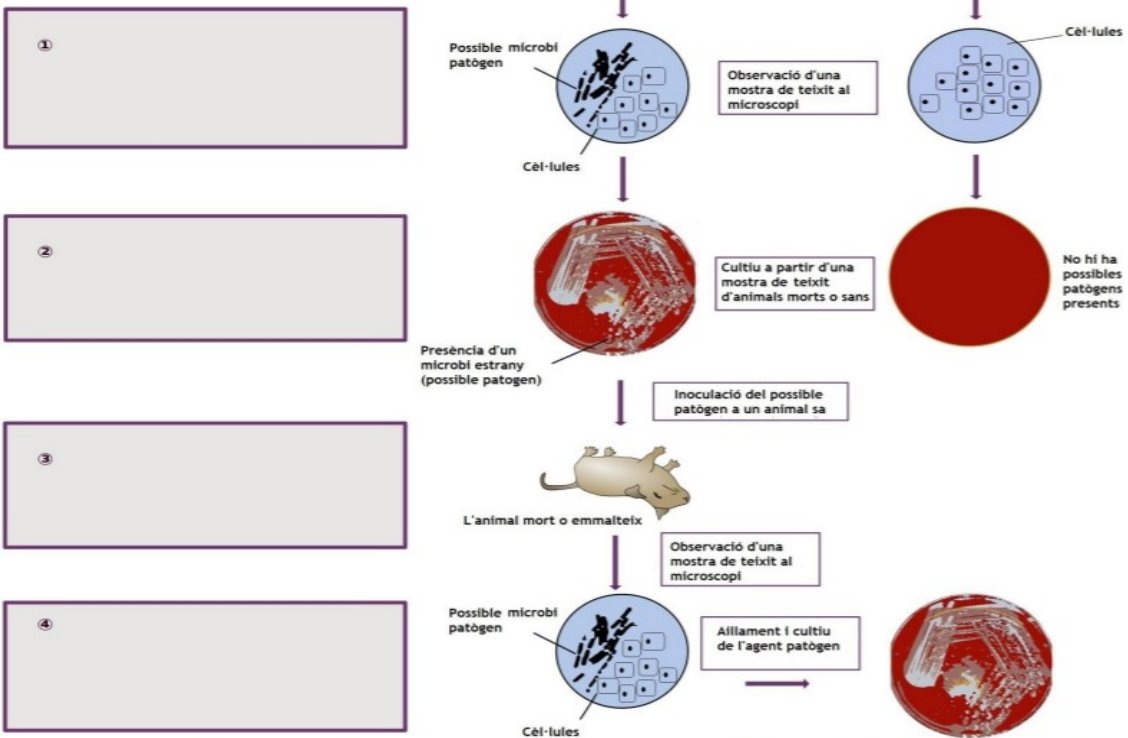 ①
Possible microbi
patògen
Cèl·lules
Observació d'una
mostra de teixit al
microscopi
Cèl·lules
②
Presència d'un
microbi estrany
(possible patogen)
Cultiu a partir d'una
mostra de teixit
d'animals morts o sans
No hi ha
possibles
patògens
presents
Inoculació del possible
patògen a un animal sa
③
L'animal mort o emmalteix
Observació d'una
mostra de teixit al
microscopi
④
Possible microbi
patògen
Cèl·lules
Aïllament i cultiu
de l'agent patògen